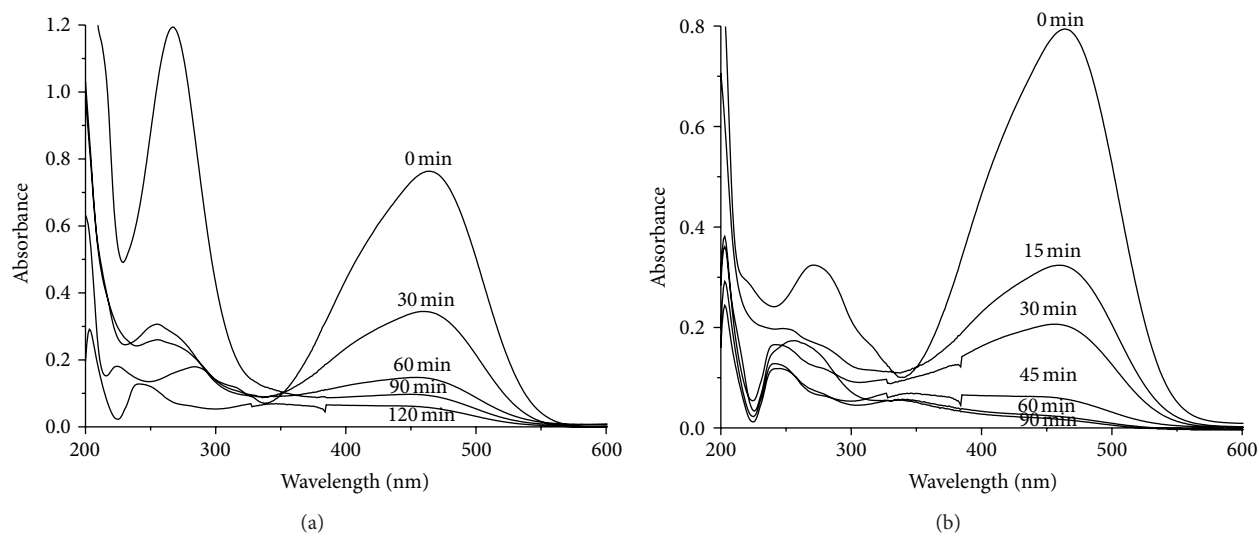 1.2
1.0
0.8
0.6
0.4
0.2
0.0
Absorbance
0 min
30 min
60 min
90 min
120 min
200 300 400 500 600
Wavelength (nm)
(a)
0.8
0.6
0.4
0.2
0.0
Absorbance
0 min
15 min
30 min
45 min
60 min
90 min
200 300 400 500 600
Wavelength (nm)
(b)